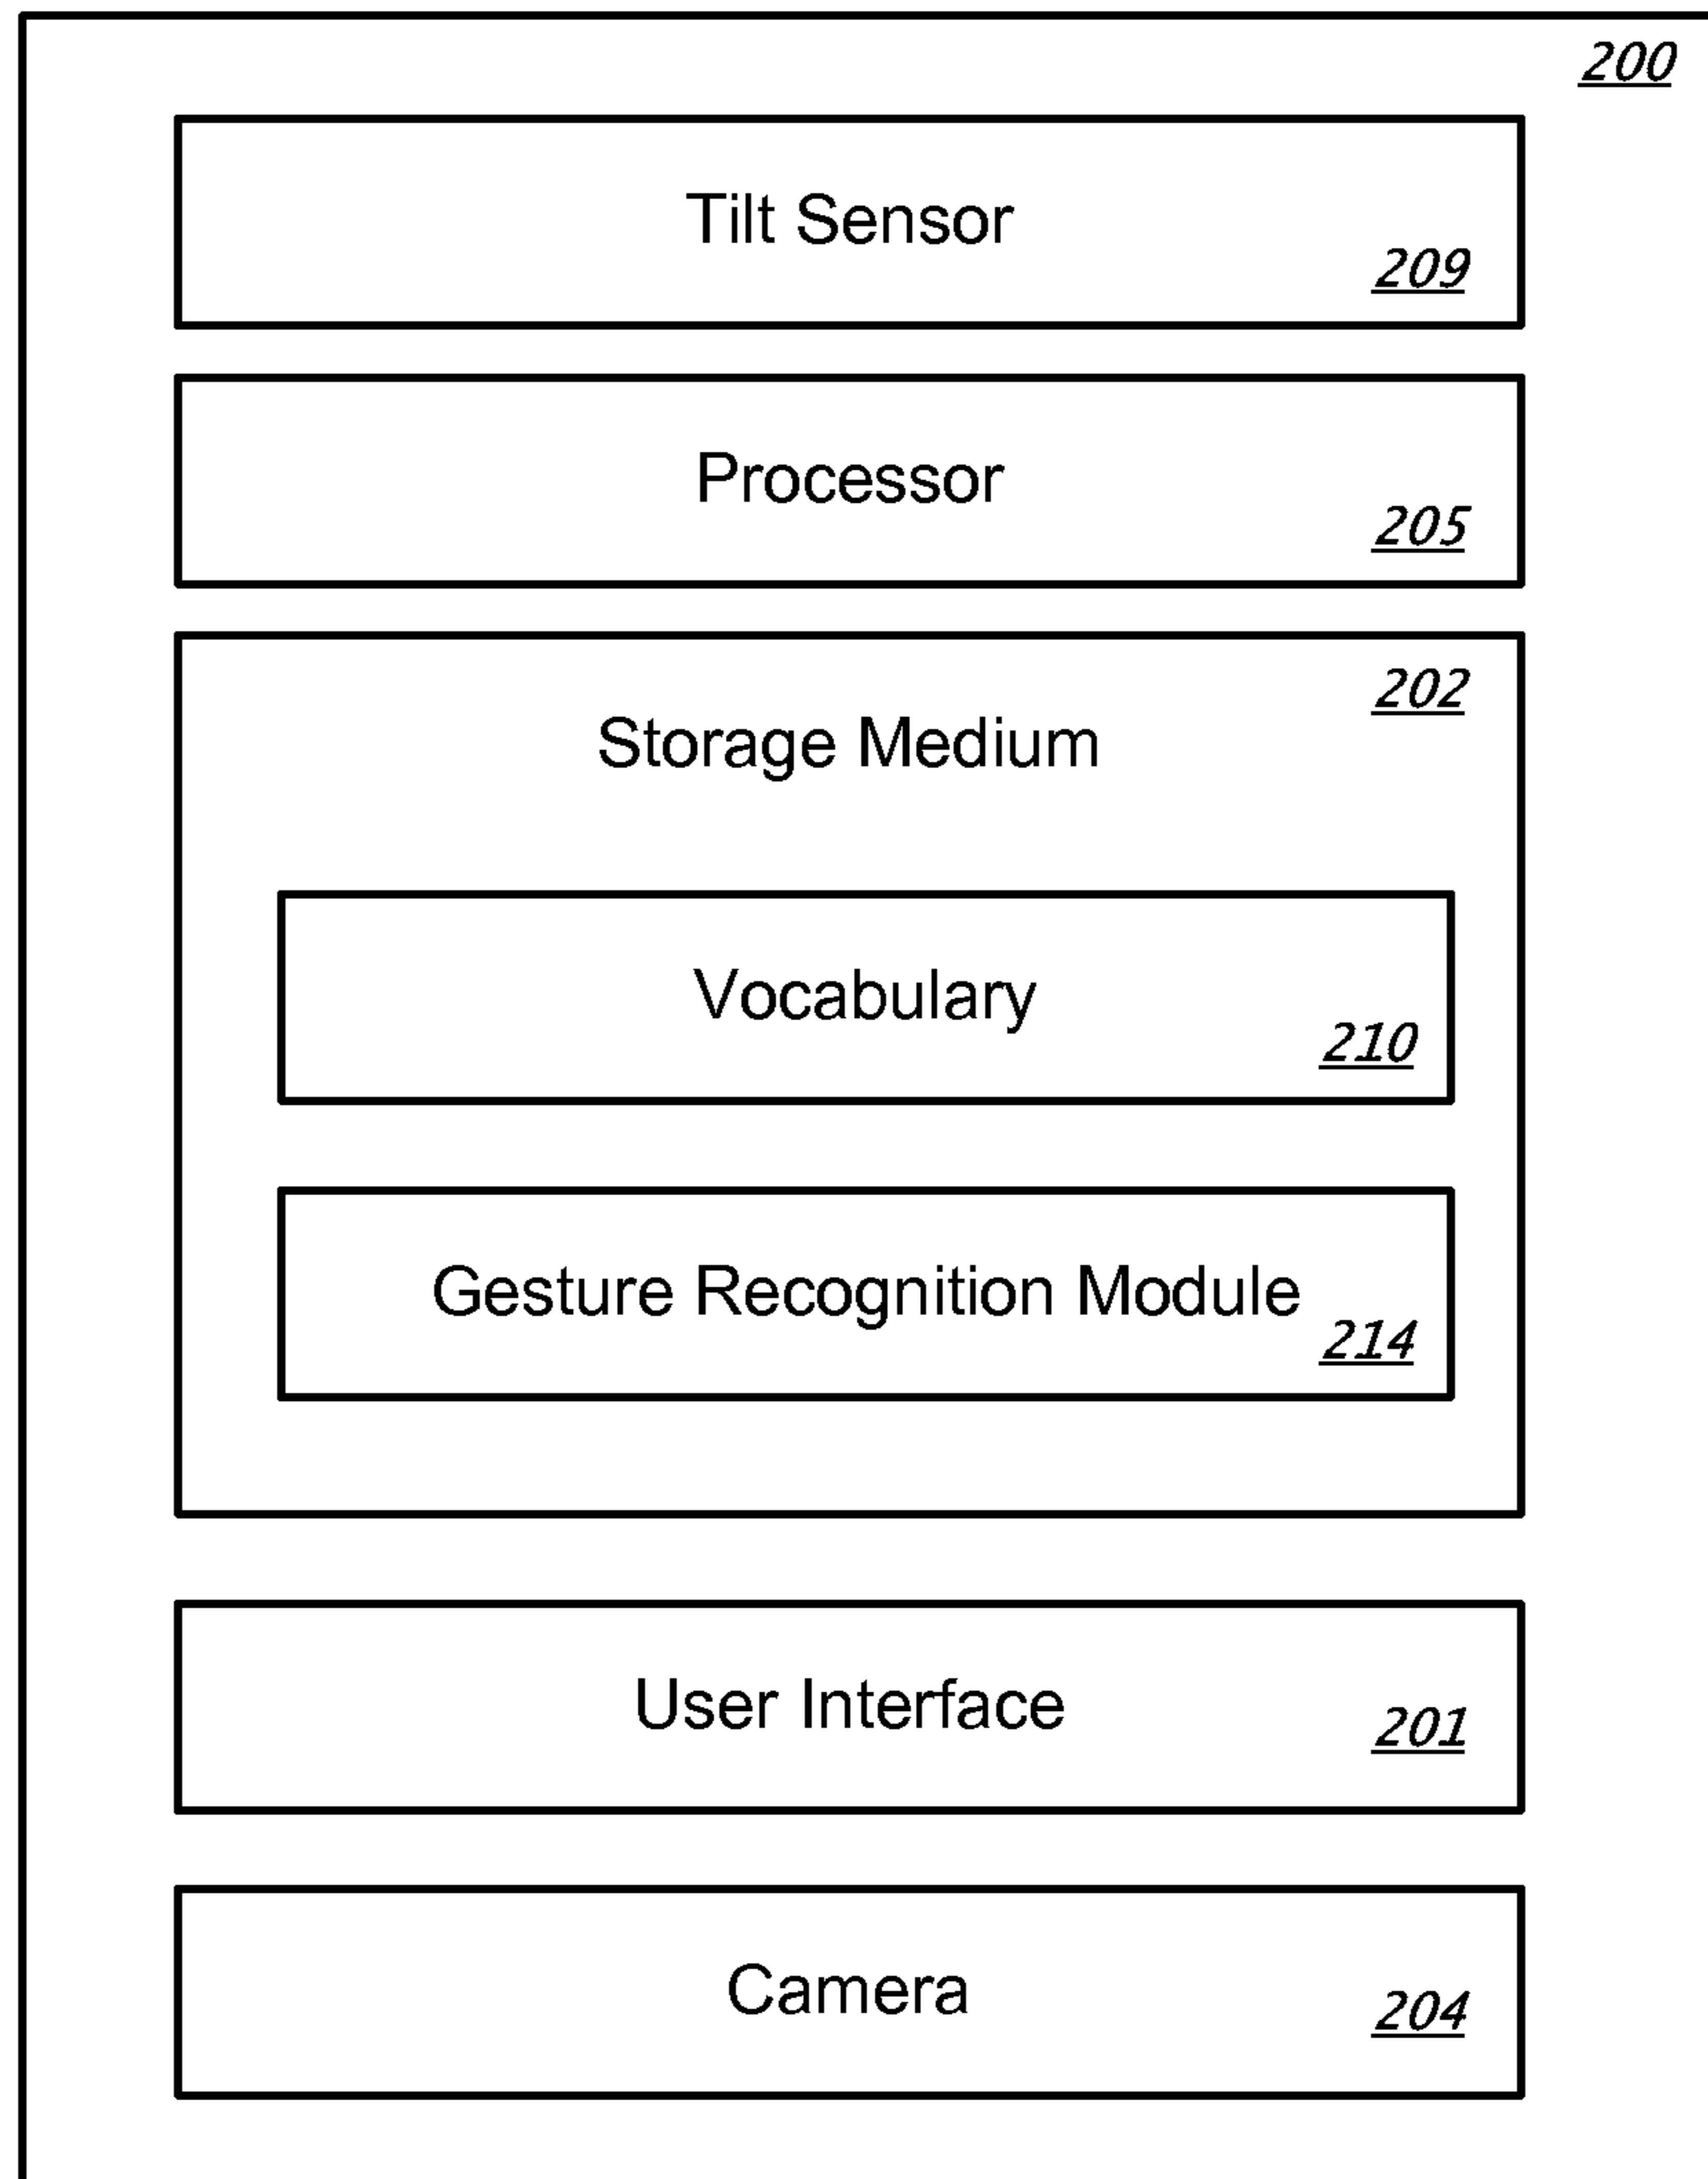 200
Tilt Sensor
209
Processor
205
202
Storage Medium
Vocabulary
210
Gesture Recognition Module
214
User Interface
201
Camera
204